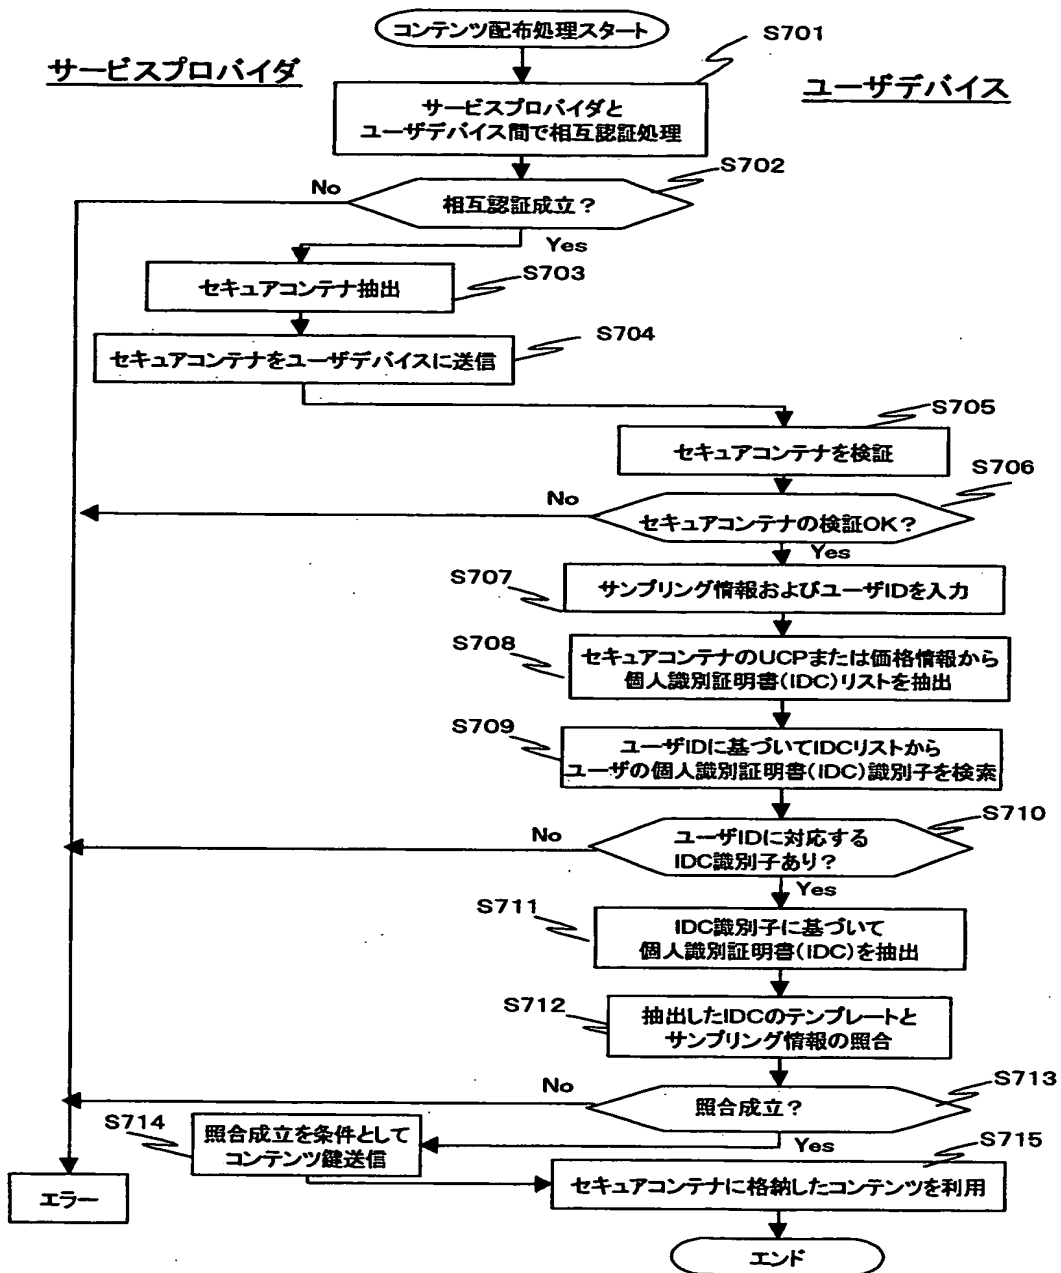 コンテンツ配布処理スタート
S701
サービスプロバイダ
ユーザデバイス
サービスプロバイダと
ユーザデバイス間で相互認証処理
S702
No
相互認証成立?
Yes
S703
セキュアコンテナ抽出
S704
セキュアコンテナをユーザデバイスに送信
S705
セキュアコンテナを検証
S706
No
セキュアコンテナの検証OK?
Yes
S707
サンプリング情報およびユーザIDを入力
S708
セキュアコンテナのUCPまたは価格情報から
個人識別証明書(IDC)リストを抽出
S709
ユーザIDに基づいてIDCリストから
ユーザの個人識別証明書(IDC)識別子を検索
S710
No
ユーザIDに対応する
IDC識別子あり?
Yes
S711
IDC識別子に基づいて
個人識別証明書(IDC)を抽出
S712
抽出したIDCのテンプレートと
サンプリング情報の照合
S713
No
照合成立?
Yes
S714
照合成立を条件として
コンテンツ鍵送信
S715
セキュアコンテナに格納したコンテンツを利用
エラー
エンド